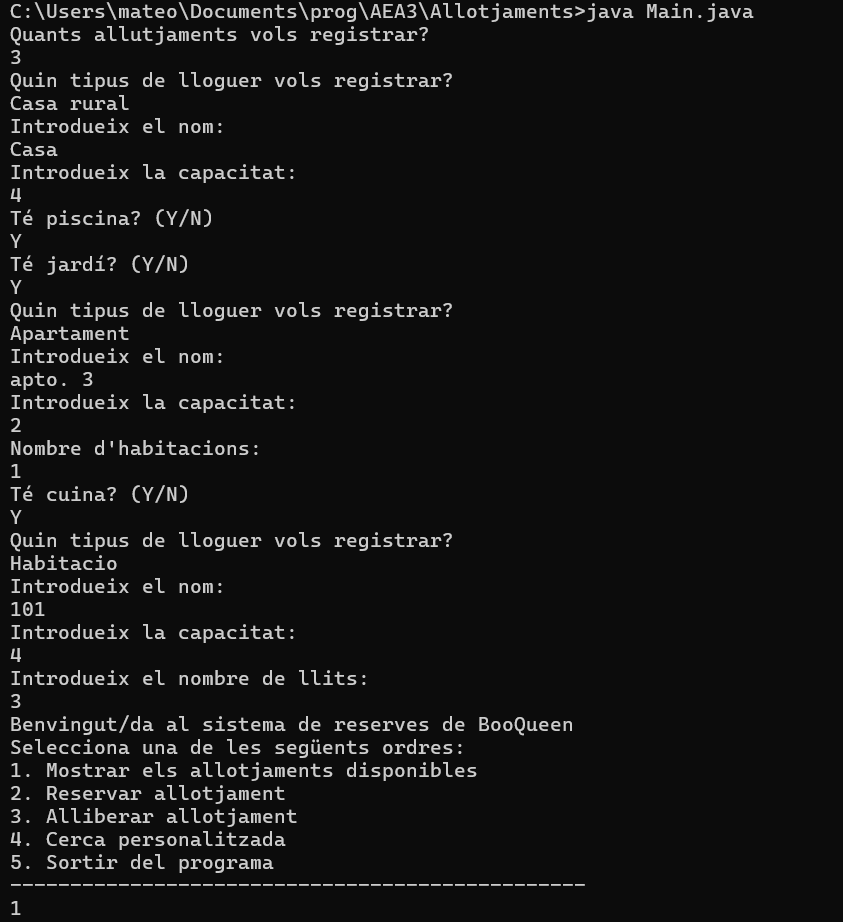 C:\Users\mateo\Documents\prog\AEA3\Allotjaments>java Main.java
Quants allutjaments vols registrar?
3
Quin tipus de lloguer vols registrar?
Casa rural
Introdueix el nom:
Casa
Introdueix la capacitat:
4
Té piscina? (Y/N)
Y
Té jardí? (Y/N)
Y
Quin tipus de lloguer vols registrar?
Apartament
Introdueix el nom:
apto. 3
Introdueix la capacitat:
2
Nombre d'habitacions:
1
Té cuina? (Y/N)
Y
Quin tipus de lloguer vols registrar?
Habitacio
Introdueix el nom:
101
Introdueix la capacitat:
4
Introdueix el nombre de llits:
3
Benvingut/da al sistema de reserves de BooQueen
Selecciona una de les següents ordres:
1. Mostrar els allotjaments disponibles
2. Reservar allotjament
3. Alliberar allotjament
4. Cerca personalitzada
5. Sortir del programa
------------------------------------------------
1